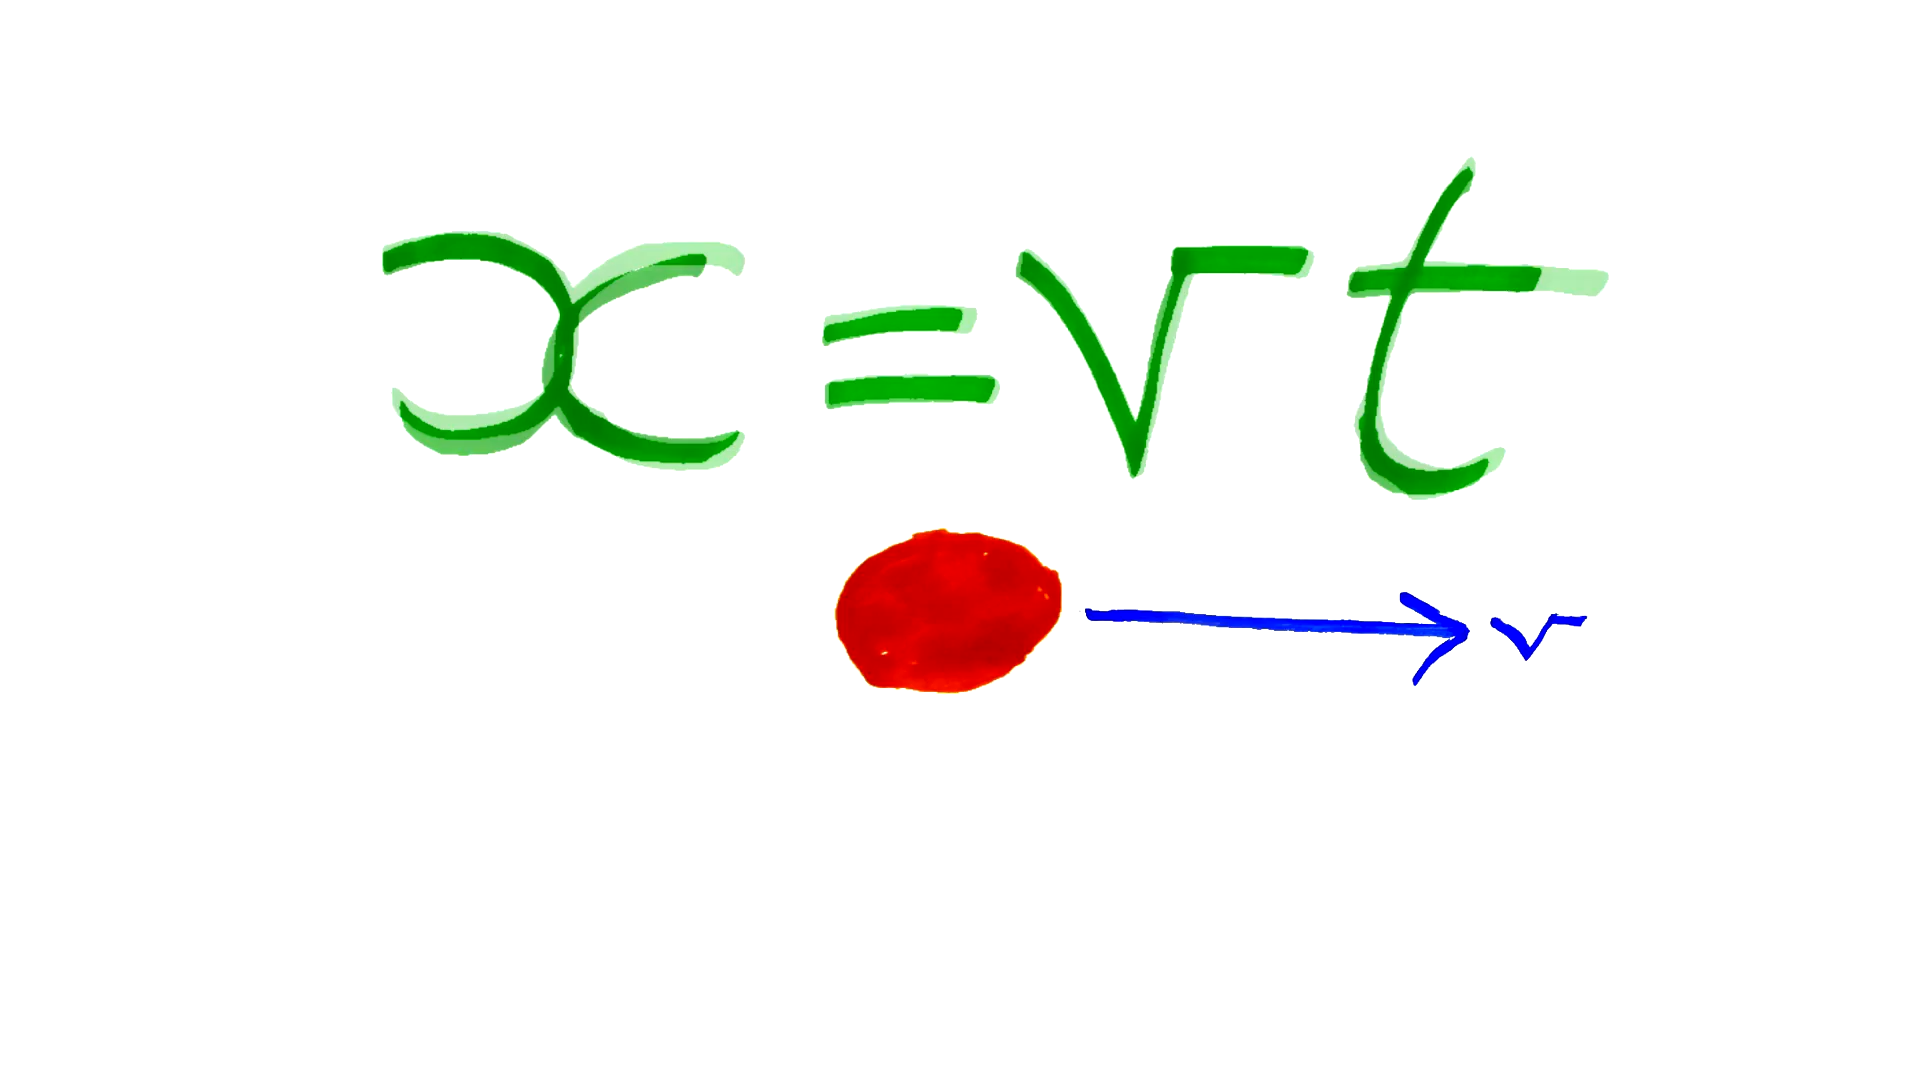 x = vt
v